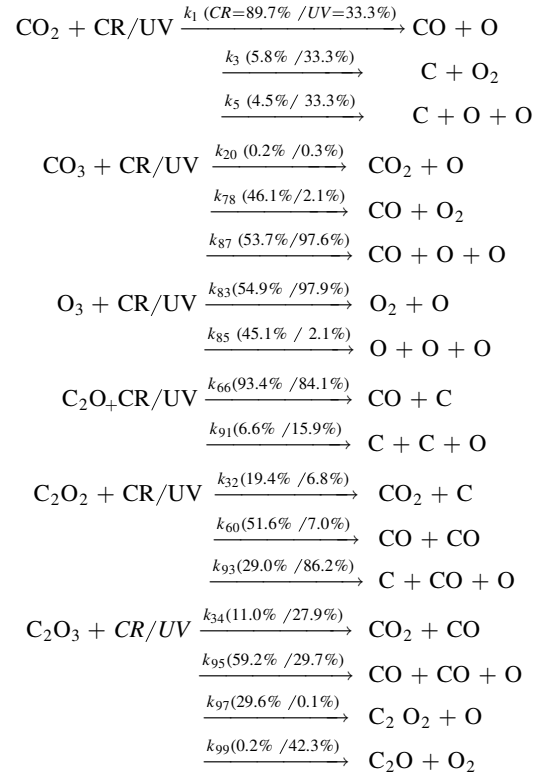 CO₂ + CR/UV k₁ (CR=89.7% /UV=33.3%) → CO + O
k₃ (5.8% /33.3%) → C + O₂
k₅ (4.5%/ 33.3%) → C + O + O
CO₃ + CR/UV k₂₀ (0.2% /0.3%) → CO₂ + O
k₇₈ (46.1%/2.1%) → CO + O₂
k₈₇ (53.7%/97.6%) → CO + O + O
O₃ + CR/UV k₈₃(54.9% /97.9%) → O₂ + O
k₈₅ (45.1% / 2.1%) → O + O + O
C₂O+CR/UV k₆₆(93.4% /84.1%) → CO + C
k₉₁(6.6% /15.9%) → C + C + O
C₂O₂ + CR/UV k₃₂(19.4% /6.8%) → CO₂ + C
k₆₀(51.6% /7.0%) → CO + CO
k₉₃(29.0% /86.2%) → C + CO + O
C₂O₃ + CR/UV k₃₄(11.0% /27.9%) → CO₂ + CO
k₉₅(59.2% /29.7%) → CO + CO + O
k₉₇(29.6% /0.1%) → C₂ O₂ + O
k₉₉(0.2% /42.3%) → C₂O + O₂